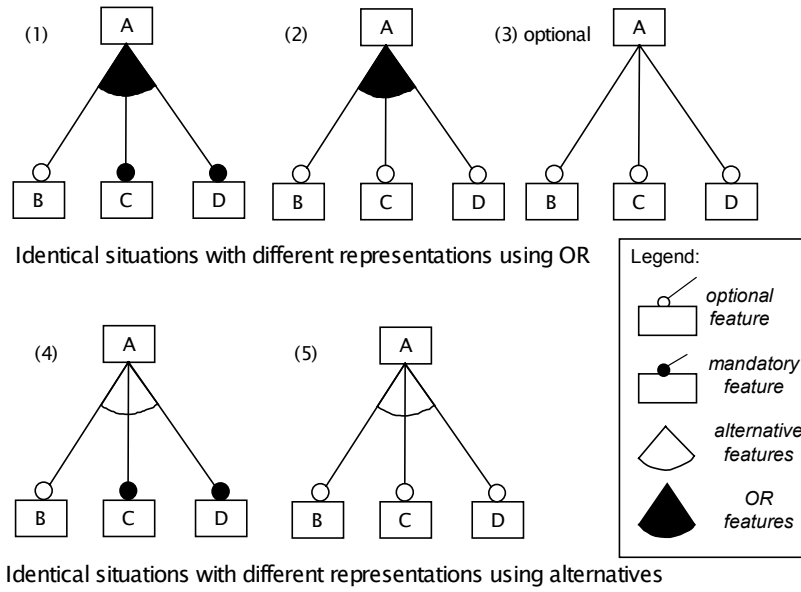 (1)
A
(2)
A
(3) optional
A
B
C
D
B
C
D
B
C
D
Identical situations with different representations using OR
(4)
A
(5)
A
B
C
D
B
C
D
Identical situations with different representations using alternatives
Legend:
optional
feature
mandatory
feature
alternative
features
OR
features